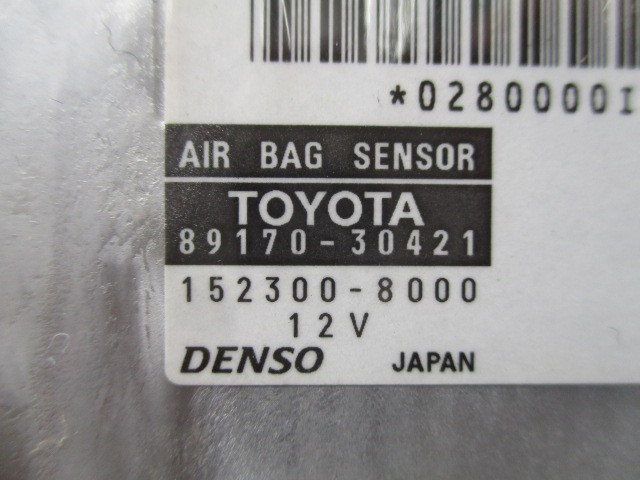 *0280000I
AIR BAG SENSOR
TOYOTA
89170-30421
152300-8000
12V
DENSO JAPAN